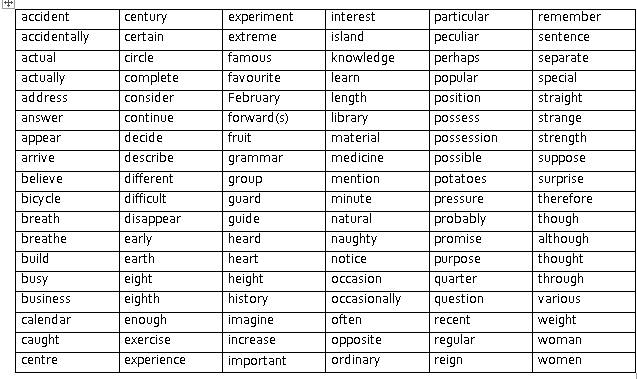 accident century experiment interest particular remember
accidentally certain extreme island peculiar sentence
actual circle famous knowledge perhaps separate
actually complete favourite learn popular special
address consider February length position straight
answer continue forward(s) library possess strange
appear decide fruit material possession strength
arrive describe grammar medicine possible suppose
believe different group mention potatoes surprise
bicycle difficult guard minute pressure therefore
breath disappear guide natural probably though
breathe early heard naughty promise although
build earth heart notice purpose thought
busy eight height occasion quarter through
business eighth history occasionally question various
calendar enough imagine often recent weight
caught exercise increase opposite regular woman
centre experience important ordinary reign women